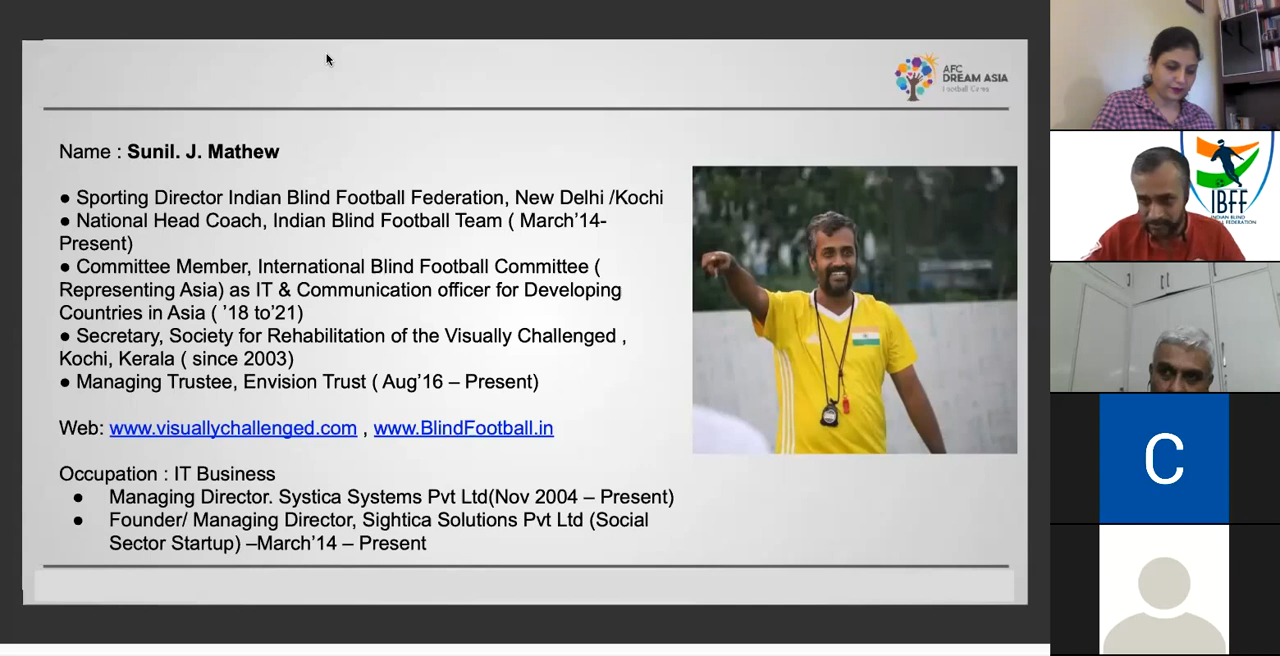 AFC
DREAM ASIA
Football Cares
Name : Sunil. J. Mathew
● Sporting Director Indian Blind Football Federation, New Delhi /Kochi
● National Head Coach, Indian Blind Football Team ( March’14-
Present)
● Committee Member, International Blind Football Committee (
Representing Asia) as IT & Communication officer for Developing
Countries in Asia ( ’18 to’21)
● Secretary, Society for Rehabilitation of the Visually Challenged ,
Kochi, Kerala ( since 2003)
● Managing Trustee, Envision Trust ( Aug’16 – Present)
Web: www.visuallychallenged.com , www.BlindFootball.in
Occupation : IT Business
● Managing Director. Systica Systems Pvt Ltd(Nov 2004 – Present)
● Founder/ Managing Director, Sightica Solutions Pvt Ltd (Social
Sector Startup) –March’14 – Present
IBFF
INDIAN BLIND
FEDERATION
C